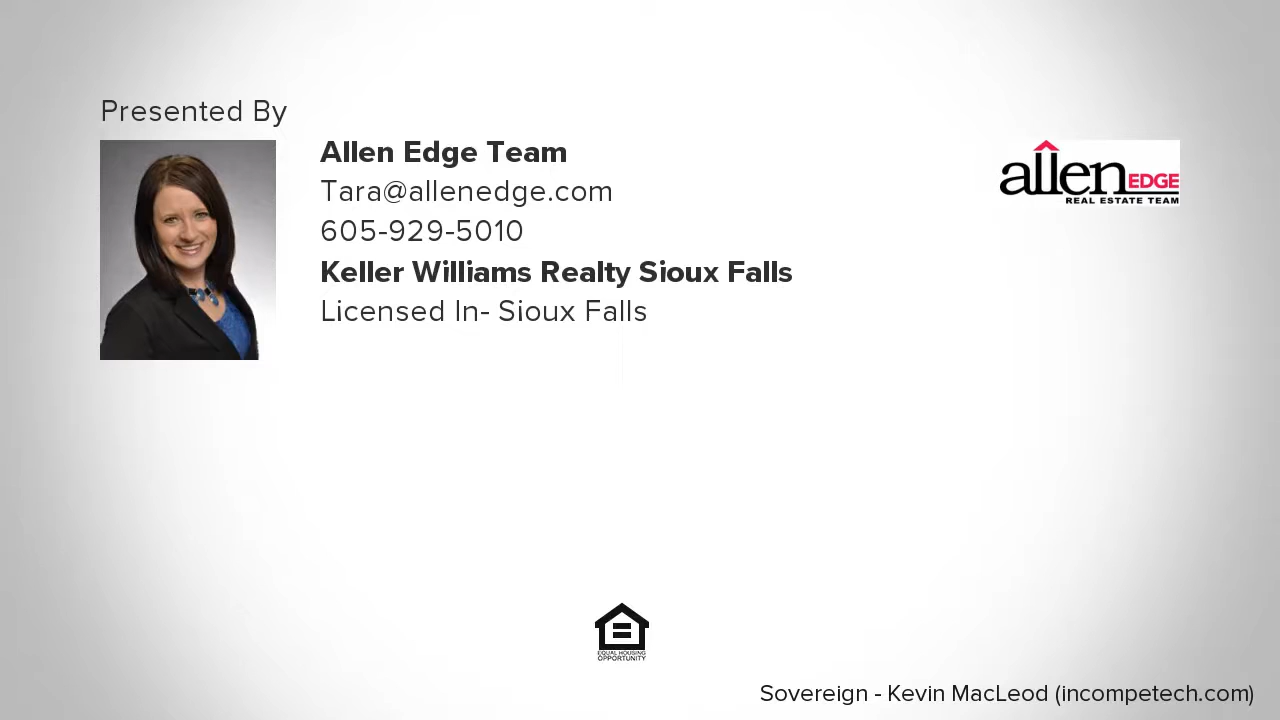 Presented By
Allen Edge Team
Tara@allenedge.com
605-929-5010
Keller Williams Realty Sioux Falls
Licensed In- Sioux Falls
allen EDGE
REAL ESTATE TEAM
EQUAL HOUSING
OPPORTUNITY
Sovereign - Kevin MacLeod (incompetech.com)